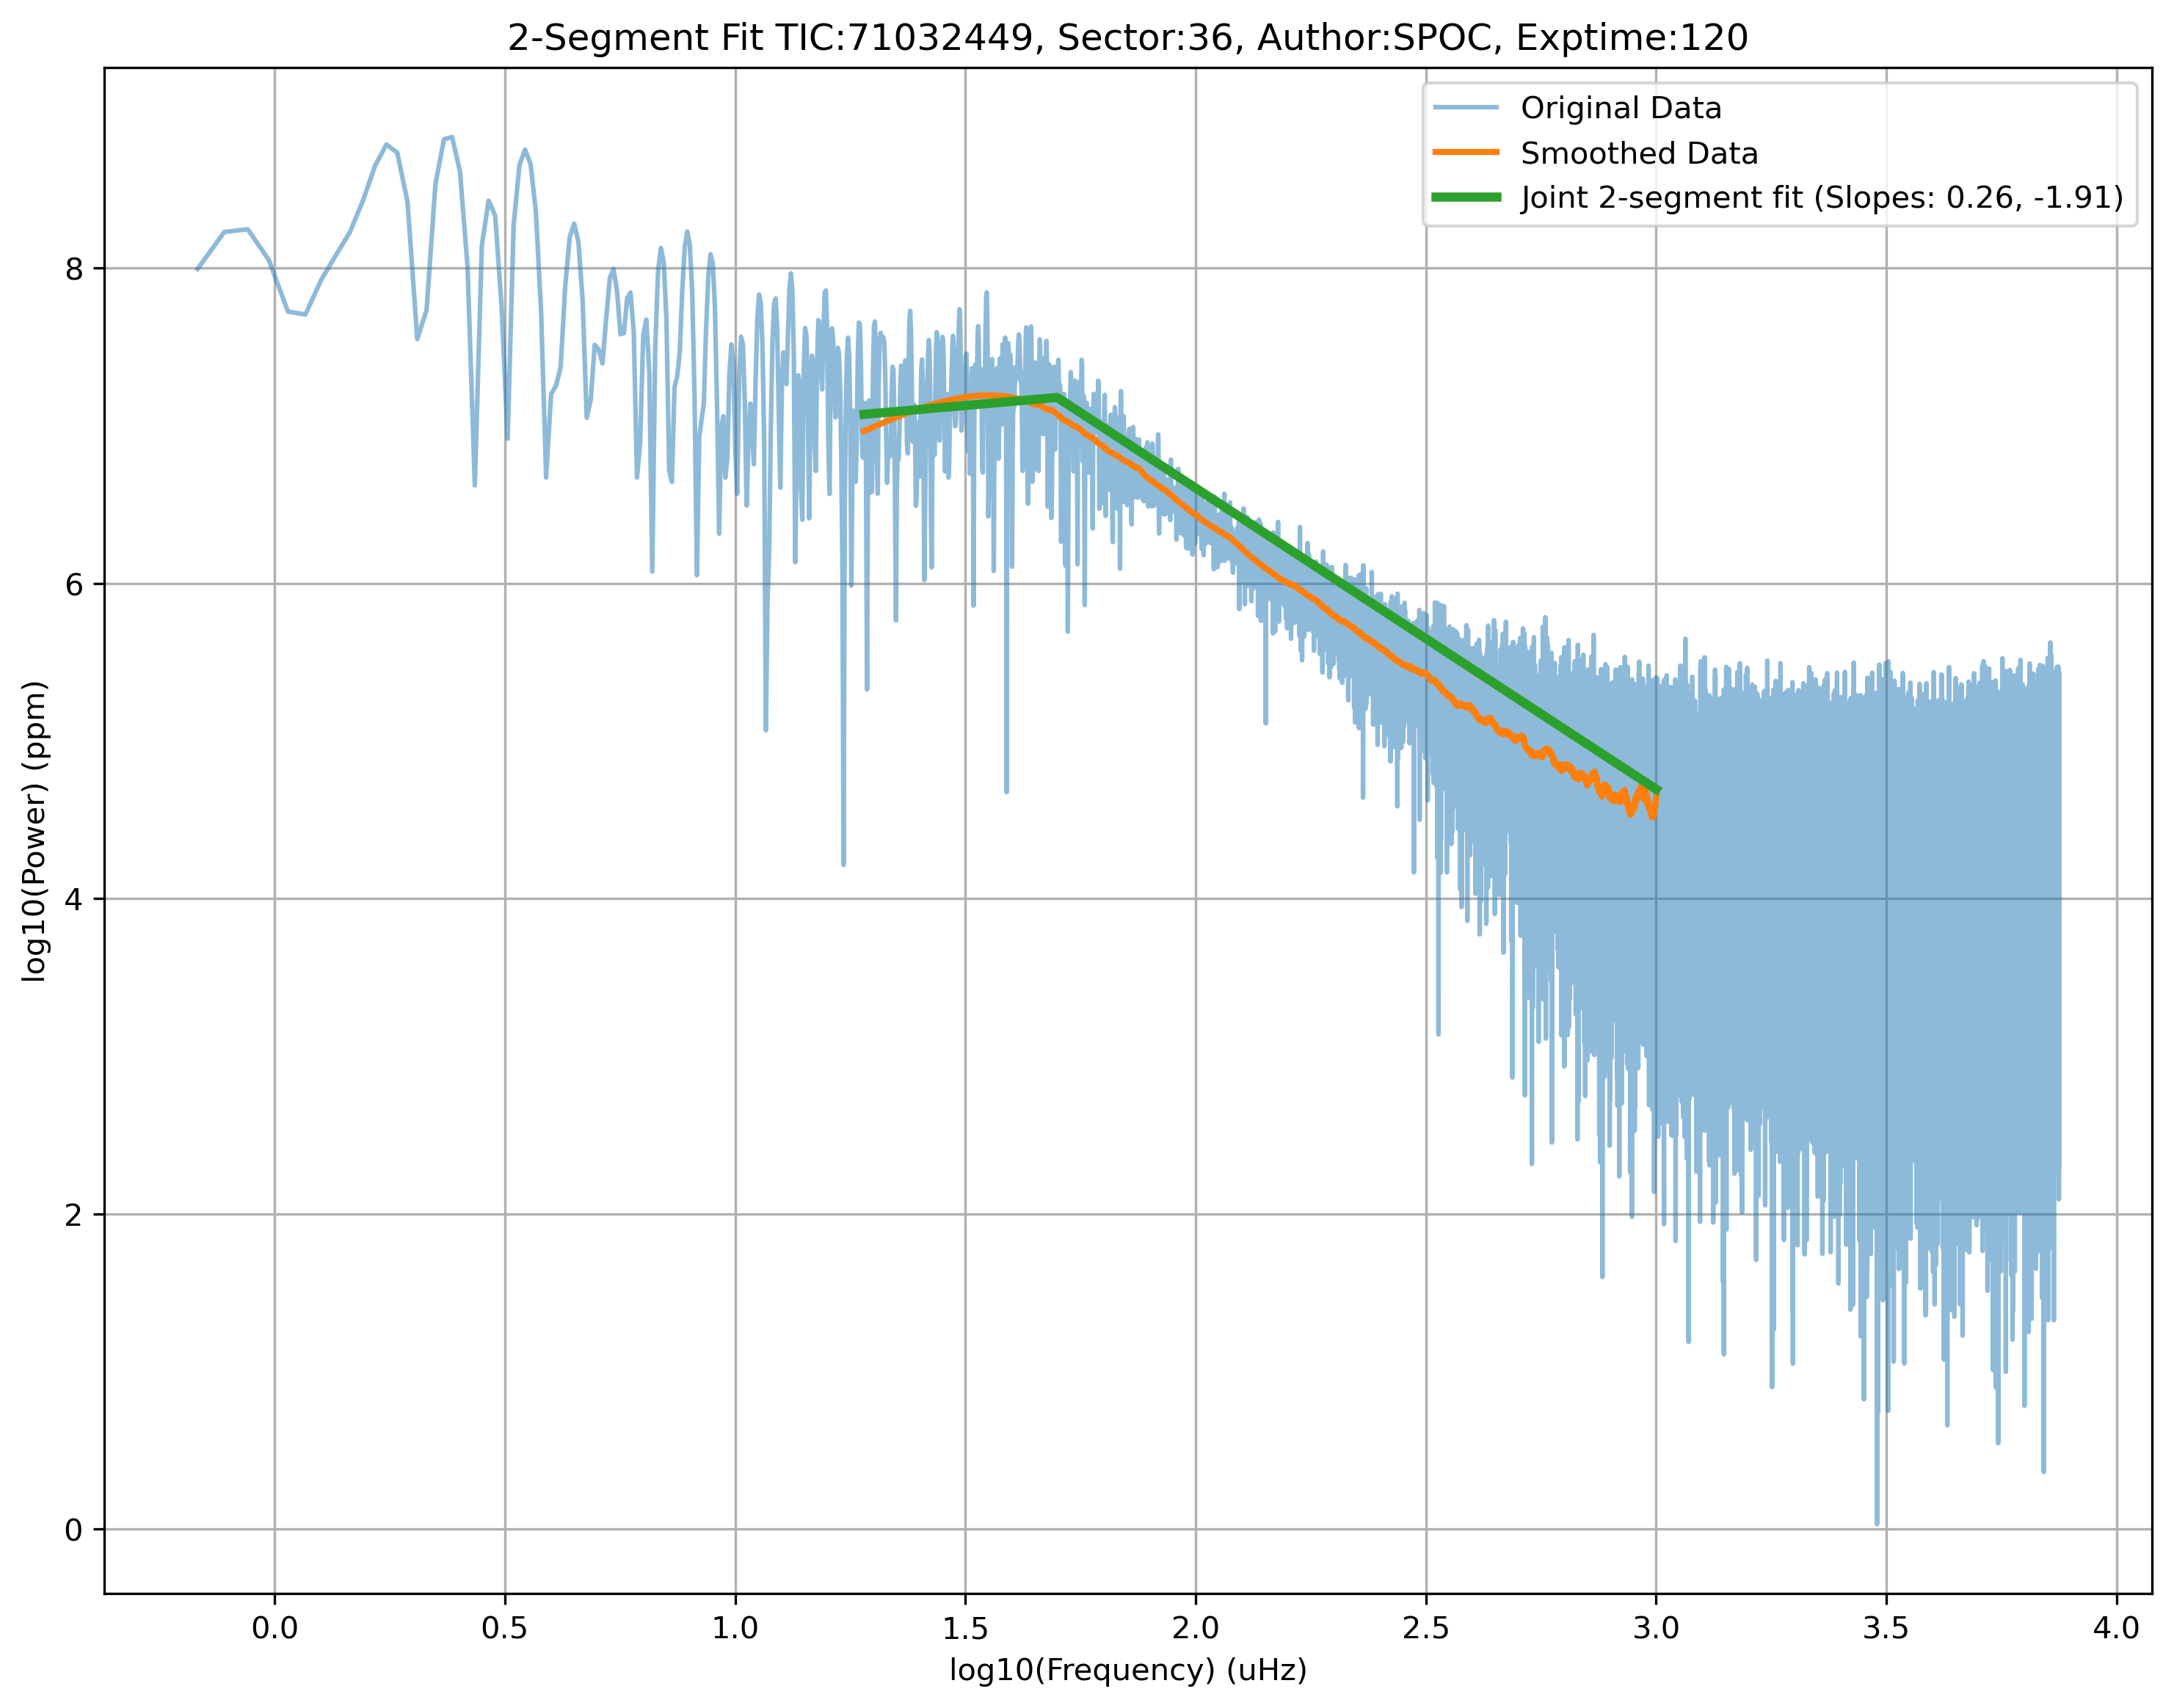 2-Segment Fit TIC:71032449, Sector:36, Author:SPOC, Exptime:120
Original Data
Smoothed Data
Joint 2-segment fit (Slopes: 0.26, -1.91)
log10(Power) (ppm)
8
6
4
2
0
0.0 0.5 1.0 1.5 2.0 2.5 3.0 3.5 4.0
log10(Frequency) (uHz)